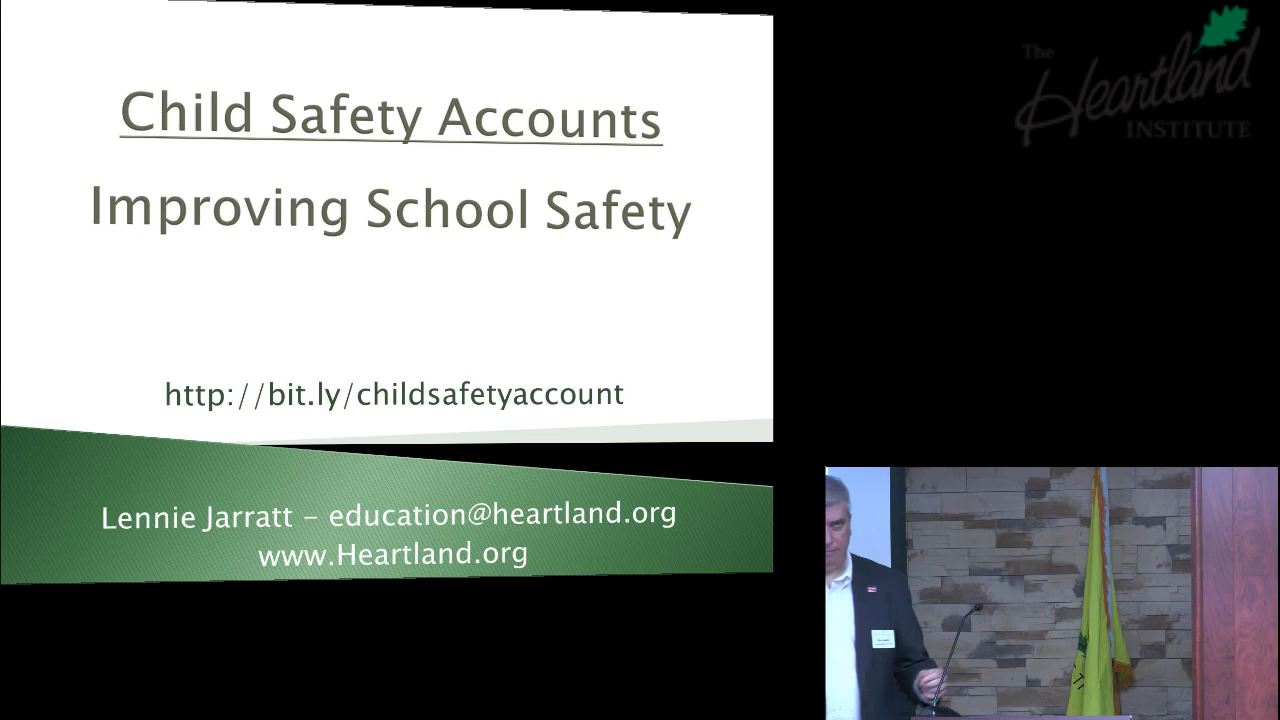 Child Safety Accounts
Improving School Safety
http://bit.ly/childsafetyaccount
Lennie Jarratt – education@heartland.org
www.Heartland.org
The
Heartland
INSTITUTE